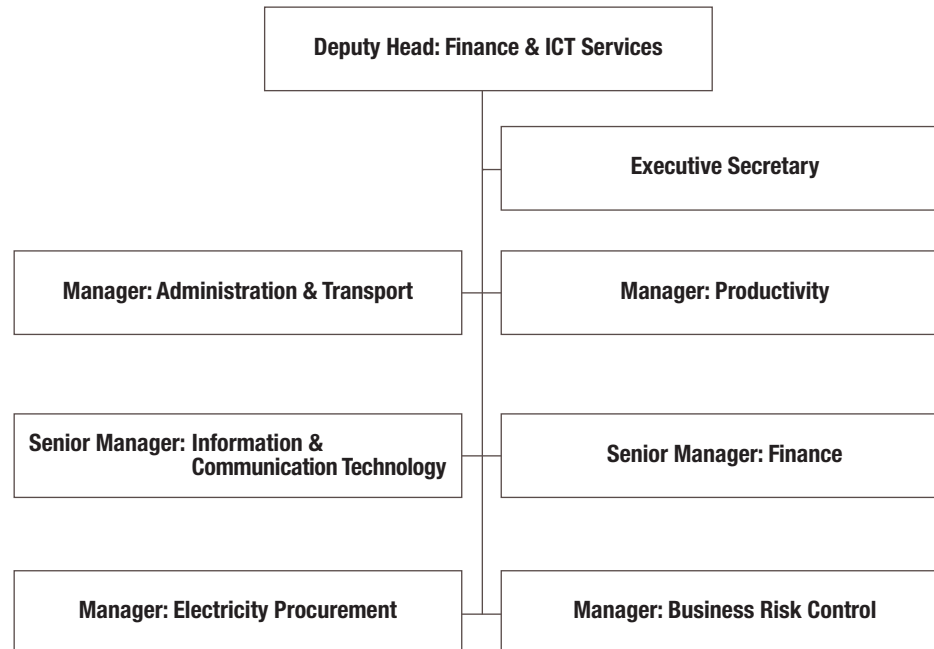 Deputy Head: Finance & ICT Services
Executive Secretary
Manager: Administration & Transport
Manager: Productivity
Senior Manager: Information &
Communication Technology
Senior Manager: Finance
Manager: Electricity Procurement
Manager: Business Risk Control